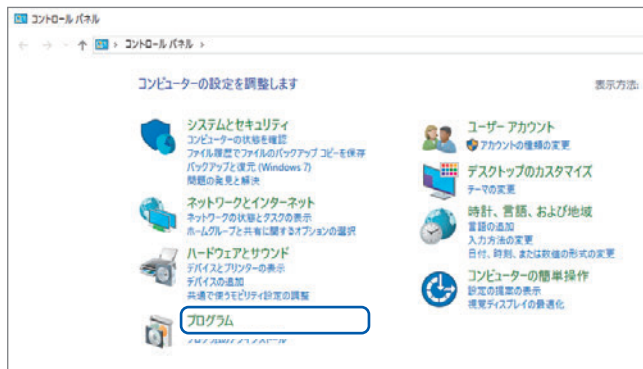 コントロール パネル
コントロール パネル
コンピューターの設定を調整します
表示方法:
システムとセキュリティ
コンピューターの状態を確認
ファイル履歴でファイルのバックアップ コピーを保存
バックアップと復元 (Windows 7)
問題の発見と解決
ネットワークとインターネット
ネットワークの状態とタスクの表示
ホームグループと共有に関するオプションの選択
ハードウェアとサウンド
デバイスとプリンターの表示
デバイスの追加
共通で使うモビリティ設定の調整
プログラム
プログラムのアンインストール
ユーザー アカウント
アカウントの種類の変更
デスクトップのカスタマイズ
テーマの変更
時計、言語、および地域
言語の追加
入力方法の変更
日付、時刻、または数値の形式の変更
コンピューターの簡単操作
設定の提案の表示
視覚ディスプレイの最適化